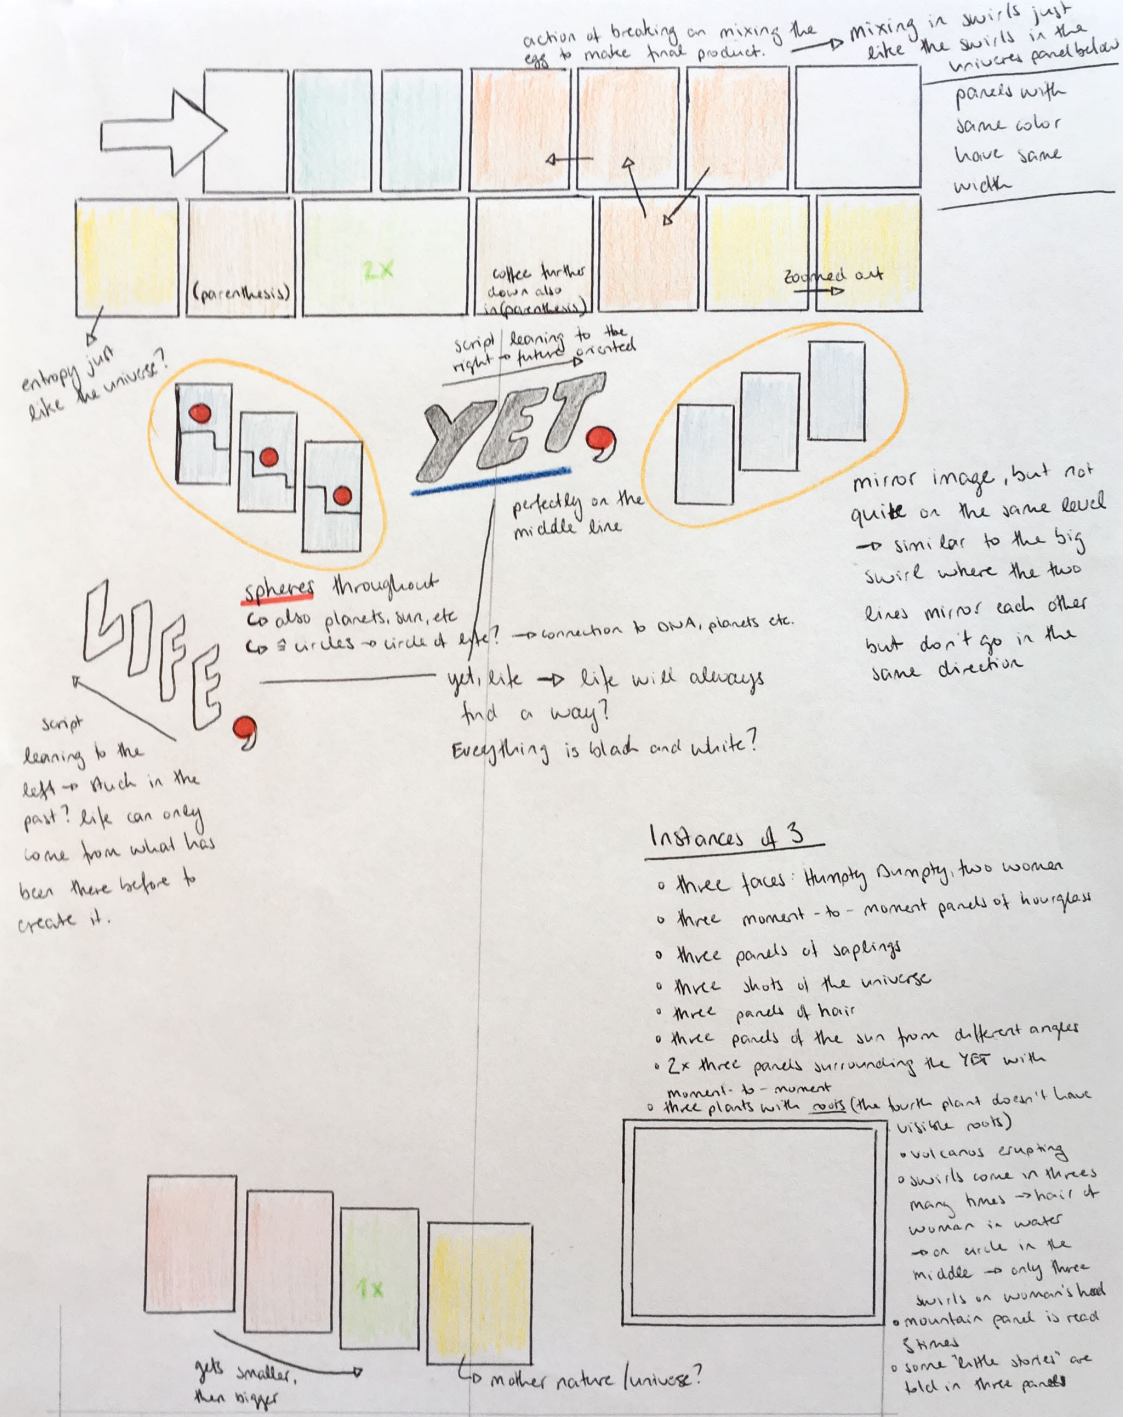 action of breaking an mixing the
egg to make final product.
mixing in swirls just
like the swirls in the
univeres panel below
panels with
same color
have same
width
(parenthesis)
2x
coffee further
down also
in (parenthesis)
Zoomed out
entropy just
like the universe?
script leaning to the
right → future oriented
YET,
perfectly on the
middle line
mirror image, but not
quite on the same level
→ similar to the big
swirl where the two
lines mirror each other
but don't go in the
same direction
spheres throughout
↳ also planets, sun, etc
↳ circles → circle of life? → connection to DNA, planets etc.
LIFE,
yet, life → life will always
find a way?
Everything is black and white?
script
leaning to the
left → stuck in the
past? life can only
come from what has
been there before to
create it.
Instances of 3
• three faces: Humpty Dumpty, two women
• three moment-to-moment panels of hourglass
• three panels of saplings
• three shots of the universe
• three panels of hair
• three panels of the sun from different angles
• 2x three panels surrounding the YET with
moment-to-moment
• three plants with roots (the fourth plant doesn't have
visible roots)
• volcanos erupting
• swirls come in threes
many times → hair of
woman in water
→ on circle in the
middle → only three
swirls on woman's head
• mountain panel is read
3 times
• some "little stories" are
told in three panels
1x
gets smaller,
then bigger
↳ mother nature/universe?